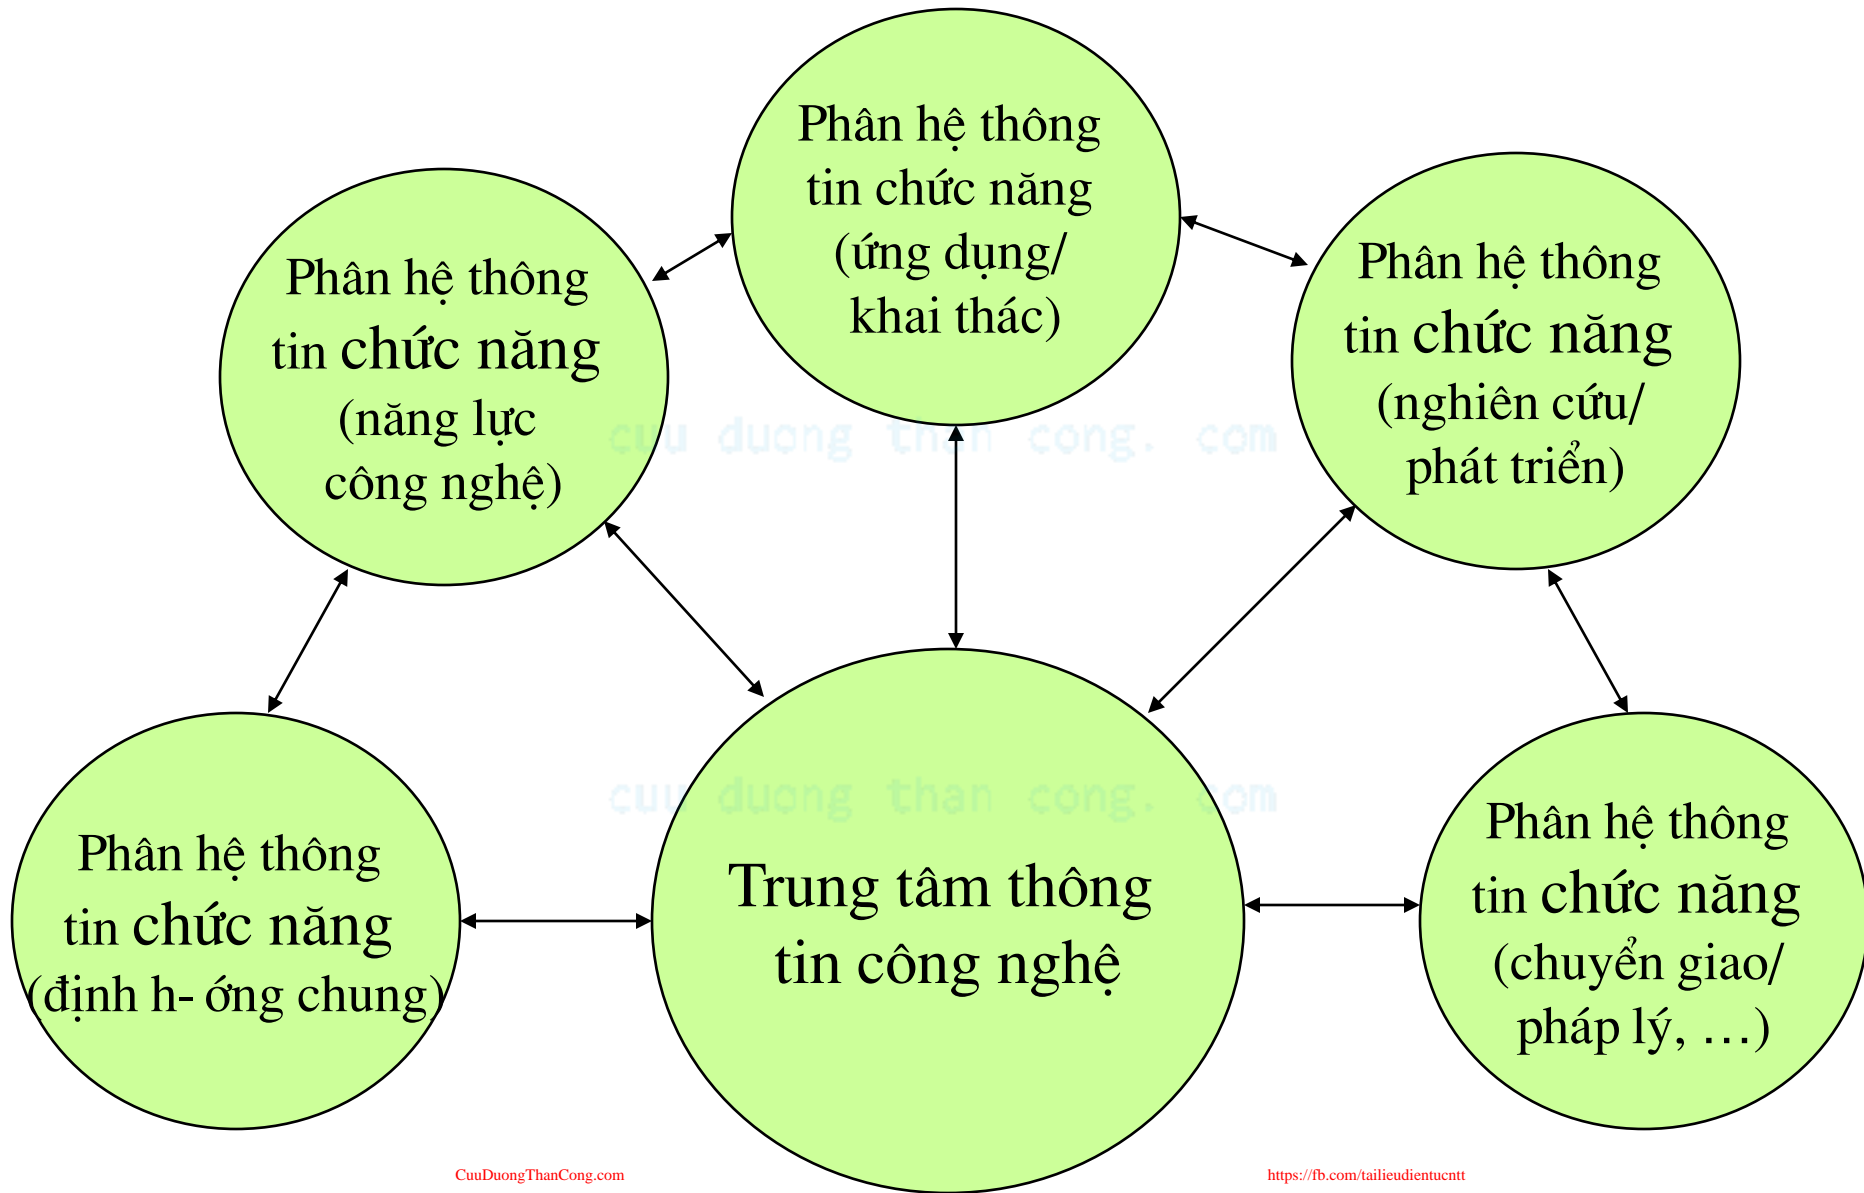 Phân hệ thông
tin chức năng
(ứng dụng/
khai thác)
Phân hệ thông
tin chức năng
(năng lực
công nghệ)
Phân hệ thông
tin chức năng
(nghiên cứu/
phát triển)
cuu duong than cong. com
Phân hệ thông
tin chức năng
(định h- ớng chung)
Trung tâm thông
tin công nghệ
Phân hệ thông
tin chức năng
(chuyển giao/
pháp lý, …)
cuu duong than cong. com
CuuDuongThanCong.com
https://fb.com/tailieudientucntt